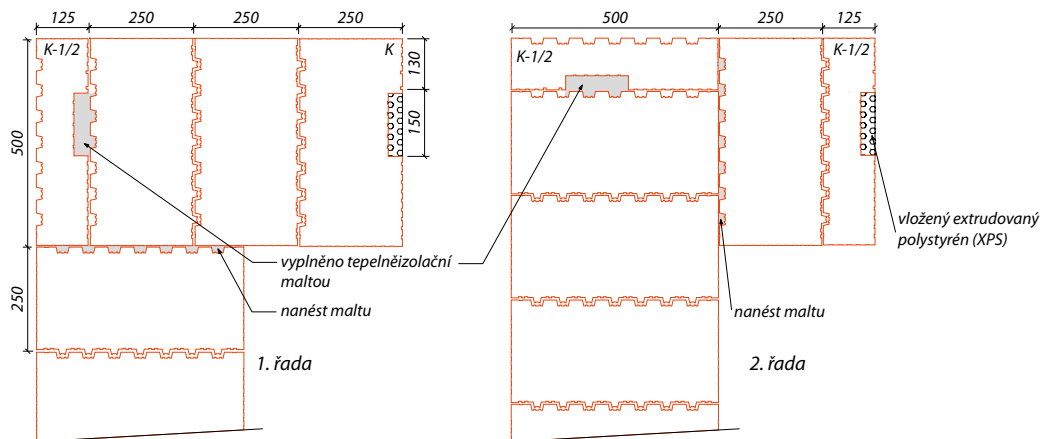 125 250 250 250
K-1/2 K
130
150
500
250
vyplněno tepelněizolační
maltou
nanést maltu
1. řada
500 250 125
K-1/2 K-1/2
vložený extrudovaný
polystyrén (XPS)
nanést maltu
2. řada